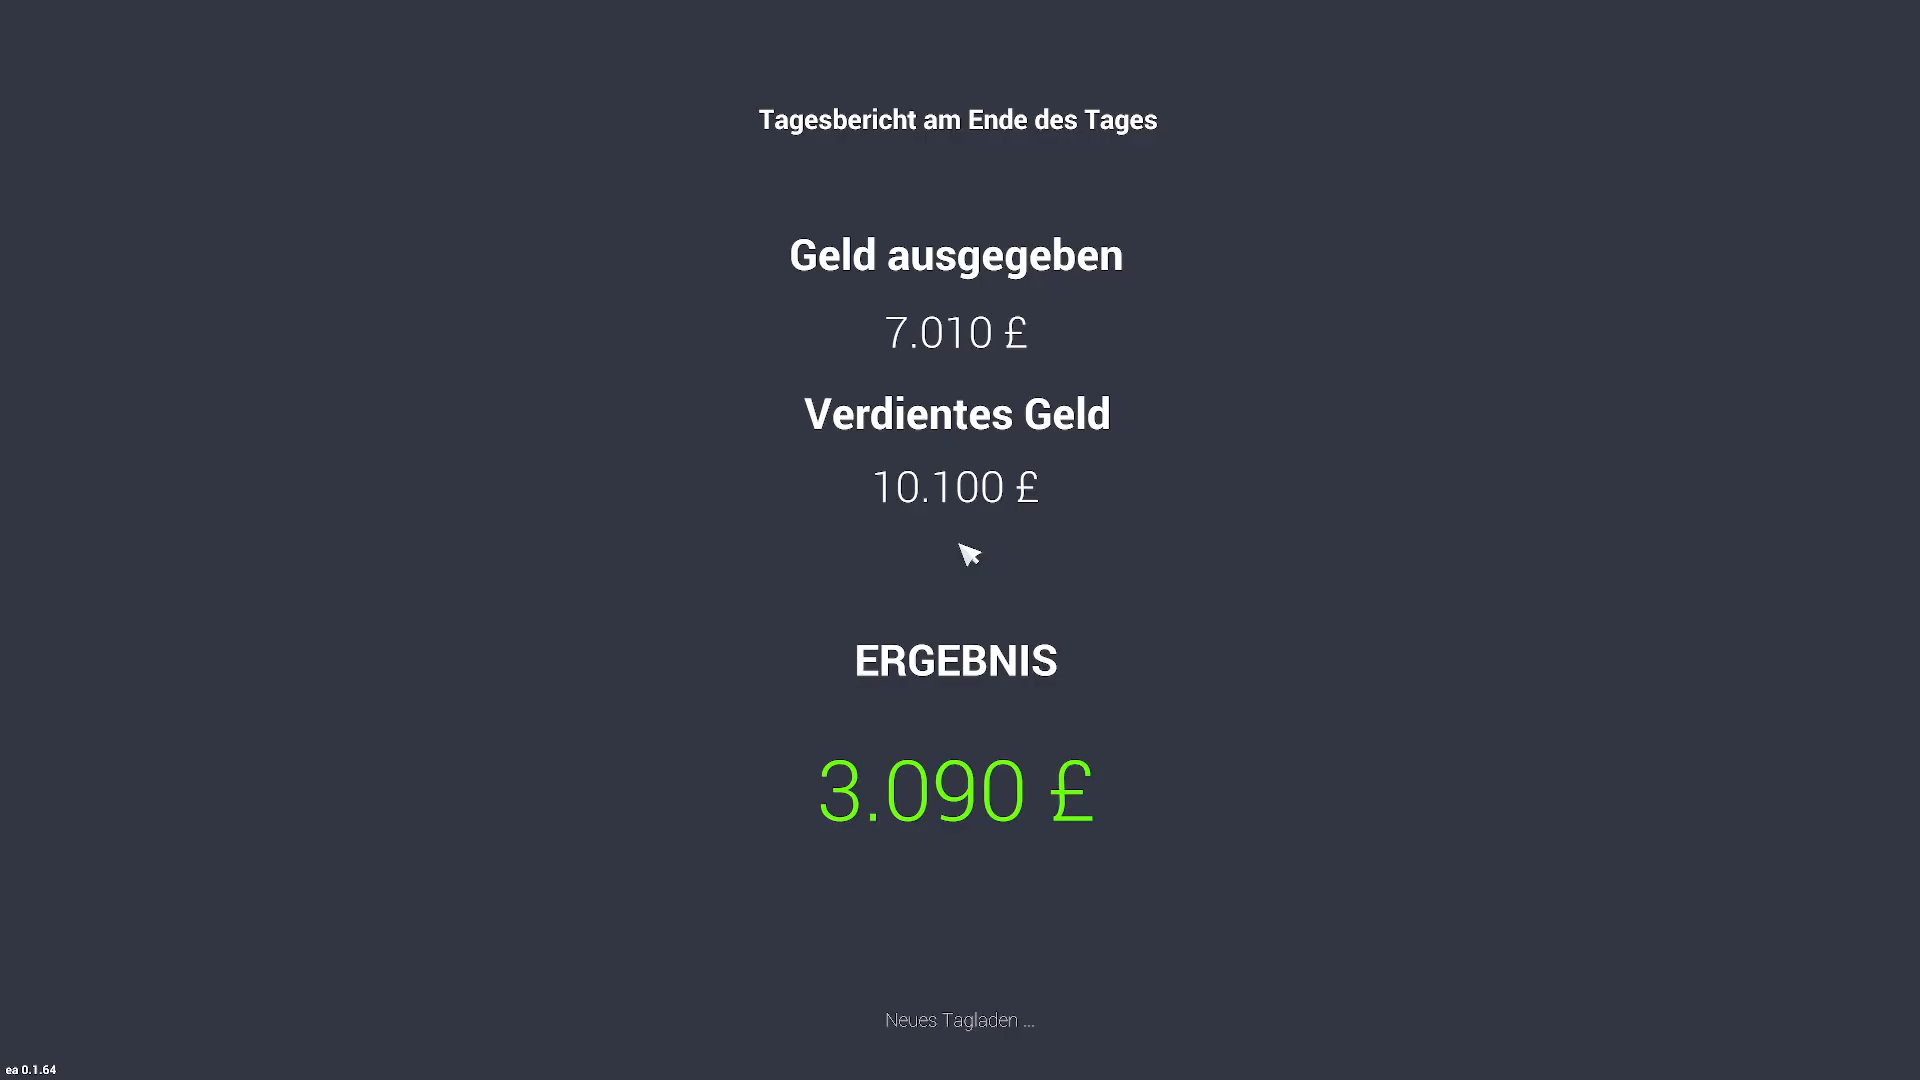 Tagesbericht am Ende des Tages
Geld ausgegeben
7.010 £
Verdientes Geld
10.100 £
ERGEBNIS
3.090 £
Neues Tagladen ...
ea 0.1.64